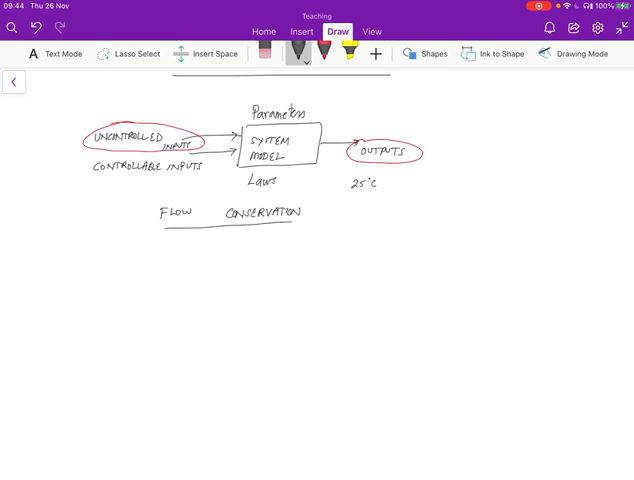 09:44 Thu 26 Nov
100%
Teaching
Home Insert Draw View
Text Mode Lasso Select Insert Space Shapes Ink to Shape Drawing Mode
Parameters
UNCONTROLLED INPUTS
SYSTEM MODEL
OUTPUTS
CONTROLLABLE INPUTS
Laws
25°C
FLOW CONSERVATION